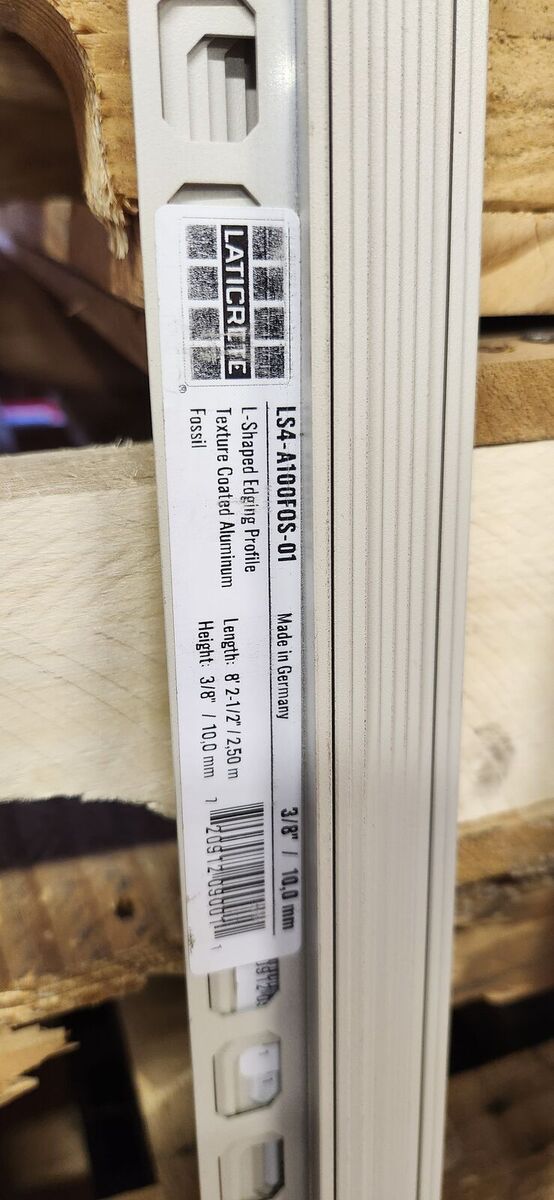 LATICRETE
®
LS4-A100FOS-01
Made in Germany
3/8" / 10,0 mm
L-Shaped Edging Profile
Texture Coated Aluminum
Fossil
Length: 8' 2-1/2" / 2,50 m
Height: 3/8" / 10,0 mm